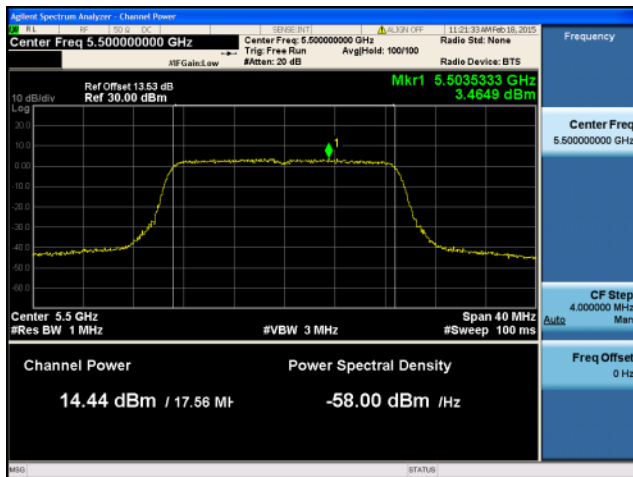 Agilent Spectrum Analyzer - Channel Power
RL RF 50 Ω DC SENSE:INT ALIGN OFF 11:21:33 AM Feb 18, 2015
Center Freq 5.500000000 GHz
Center Freq: 5.500000000 GHz
Radio Std: None
Trig: Free Run Avg|Hold: 100/100
#IFGain:Low #Atten: 20 dB Radio Device: BTS
Ref Offset 13.53 dB
10 dB/div Ref 30.00 dBm
Mkr1 5.5035333 GHz
3.4649 dBm
Log
20.0
10.0
0.00
-10.0
-20.0
-30.0
-40.0
-50.0
-60.0
1
Center 5.5 GHz Span 40 MHz
#Res BW 1 MHz #VBW 3 MHz #Sweep 100 ms
Channel Power Power Spectral Density
14.44 dBm / 17.56 MH -58.00 dBm /Hz
MSG STATUS
Frequency
Center Freq
5.500000000 GHz
CF Step
4.000000 MHz
Auto Man
Freq Offset
0 Hz